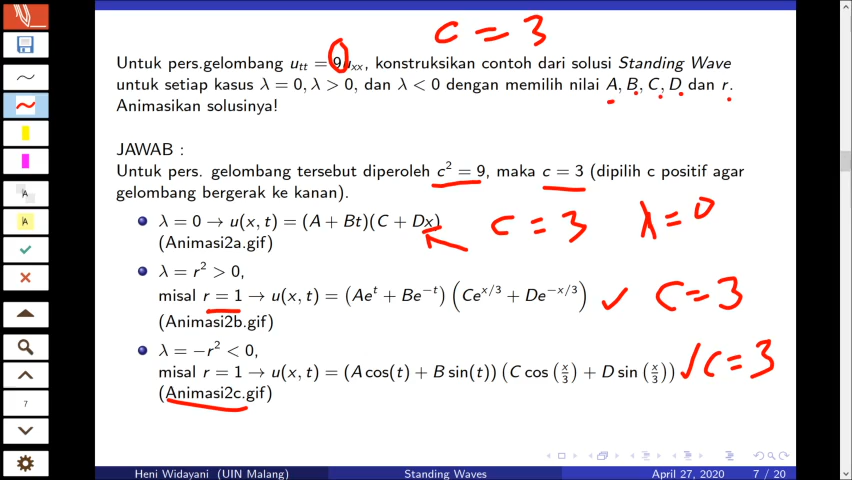 c = 3
Untuk pers.gelombang u_tt = 9u_xx, konstruksikan contoh dari solusi Standing Wave
untuk setiap kasus λ = 0, λ > 0, dan λ < 0 dengan memilih nilai A, B, C, D dan r.
Animasikan solusinya!
JAWAB :
Untuk pers. gelombang tersebut diperoleh c² = 9, maka c = 3 (dipilih c positif agar
gelombang bergerak ke kanan).
λ = 0 → u(x, t) = (A + Bt)(C + Dx) c = 3 λ = 0
(Animasi2a.gif)
λ = r² > 0,
misal r = 1 → u(x, t) = (Ae^t + Be^−t) (Ce^x/3 + De^−x/3) ✓ c = 3
(Animasi2b.gif)
λ = −r² < 0,
misal r = 1 → u(x, t) = (A cos(t) + B sin(t)) (C cos (x/3) + D sin (x/3)) ✓ c = 3
(Animasi2c.gif)
7
Heni Widayani (UIN Malang) Standing Waves April 27, 2020 7 / 20